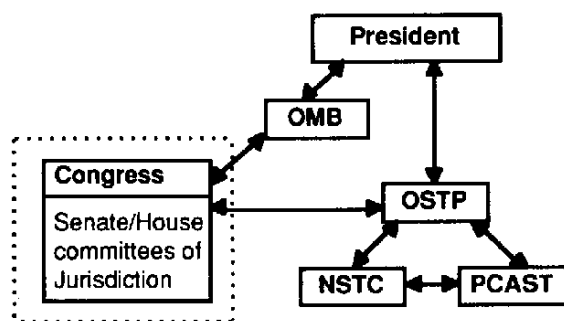 President
OMB
Congress
Senate/House
committees of
Jurisdiction
OSTP
NSTC
PCAST